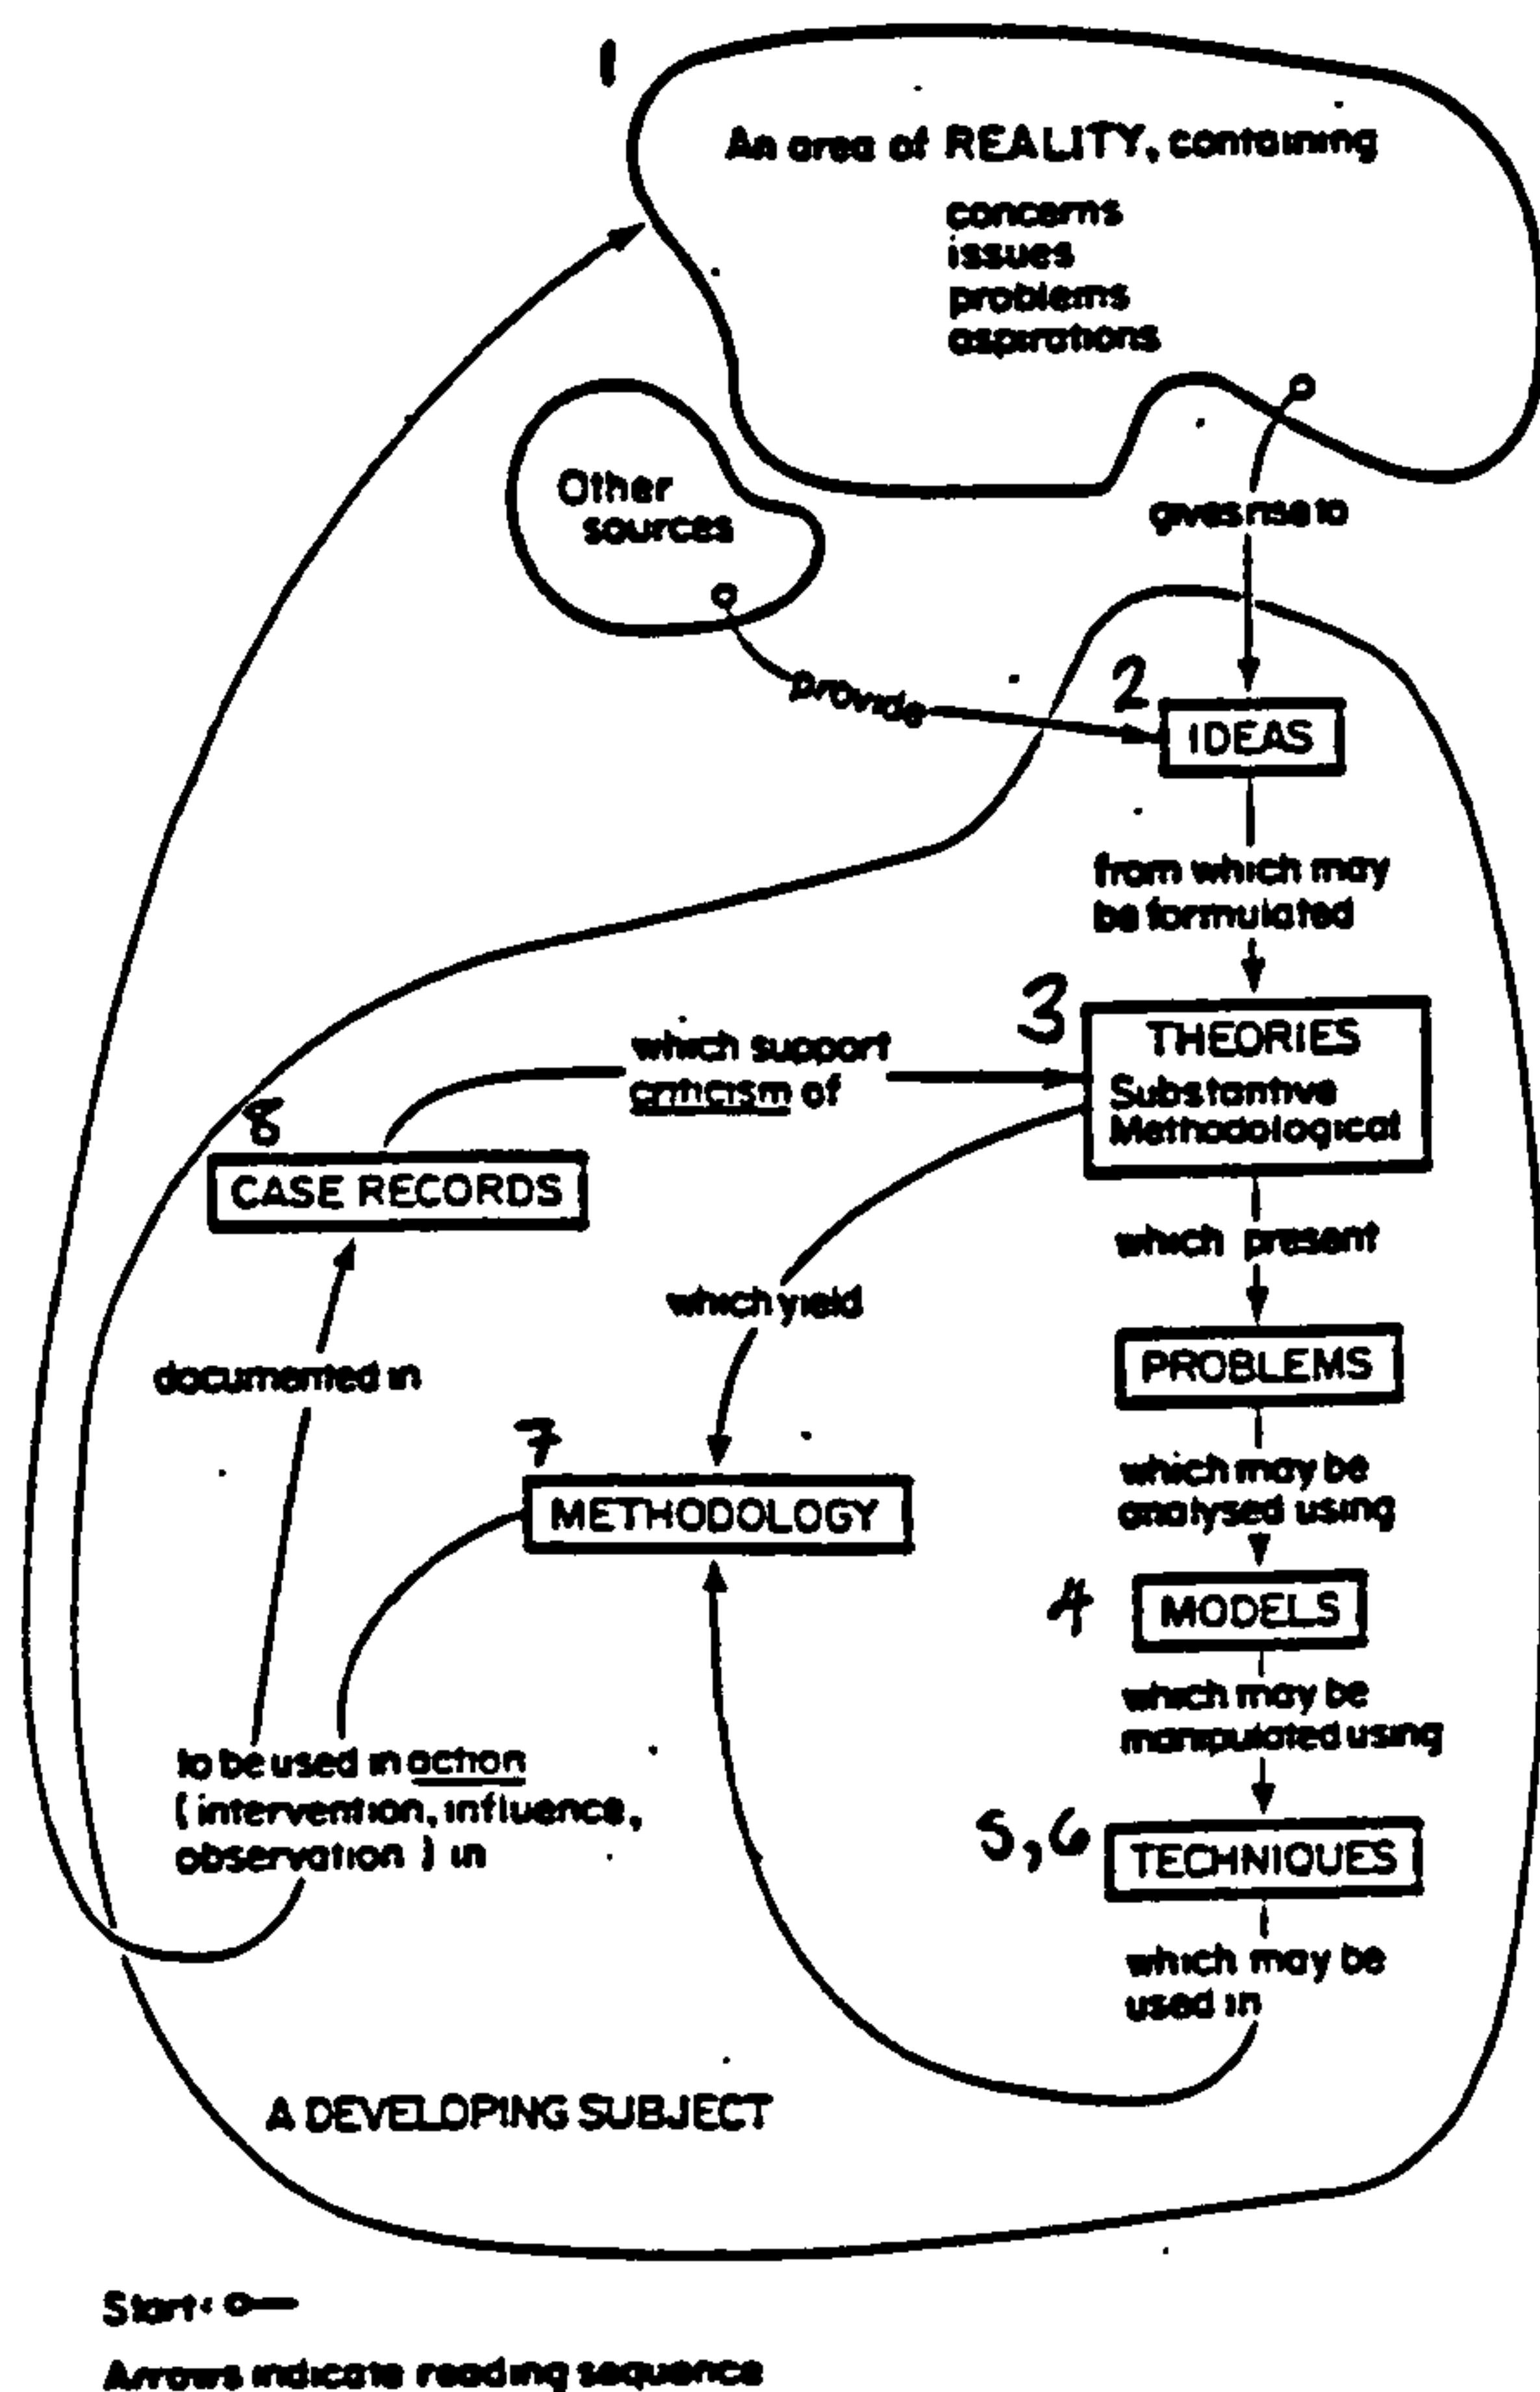 1
An area of REALITY, containing
concerns
issues
problems
aspirations
Other
sources
gives rise to
provide
2
IDEAS
from which may
be formulated
3
THEORIES
Substantive
Methodological
which support
criticism of
8
CASE RECORDS
which present
which yield
PROBLEMS
documented in
which may be
analysed using
7
METHODOLOGY
4
MODELS
which may be
manipulated using
to be used in action
(intervention, influence,
observation) in
5,6
TECHNIQUES
which may be
used in
A DEVELOPING SUBJECT
Start:
Arrows indicate reading sequence